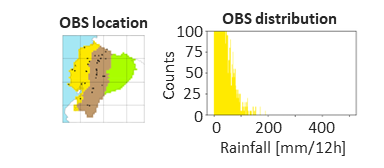 OBS location
OBS distribution
100
75
50
25
0
Counts
0 200 400
Rainfall [mm/12h]